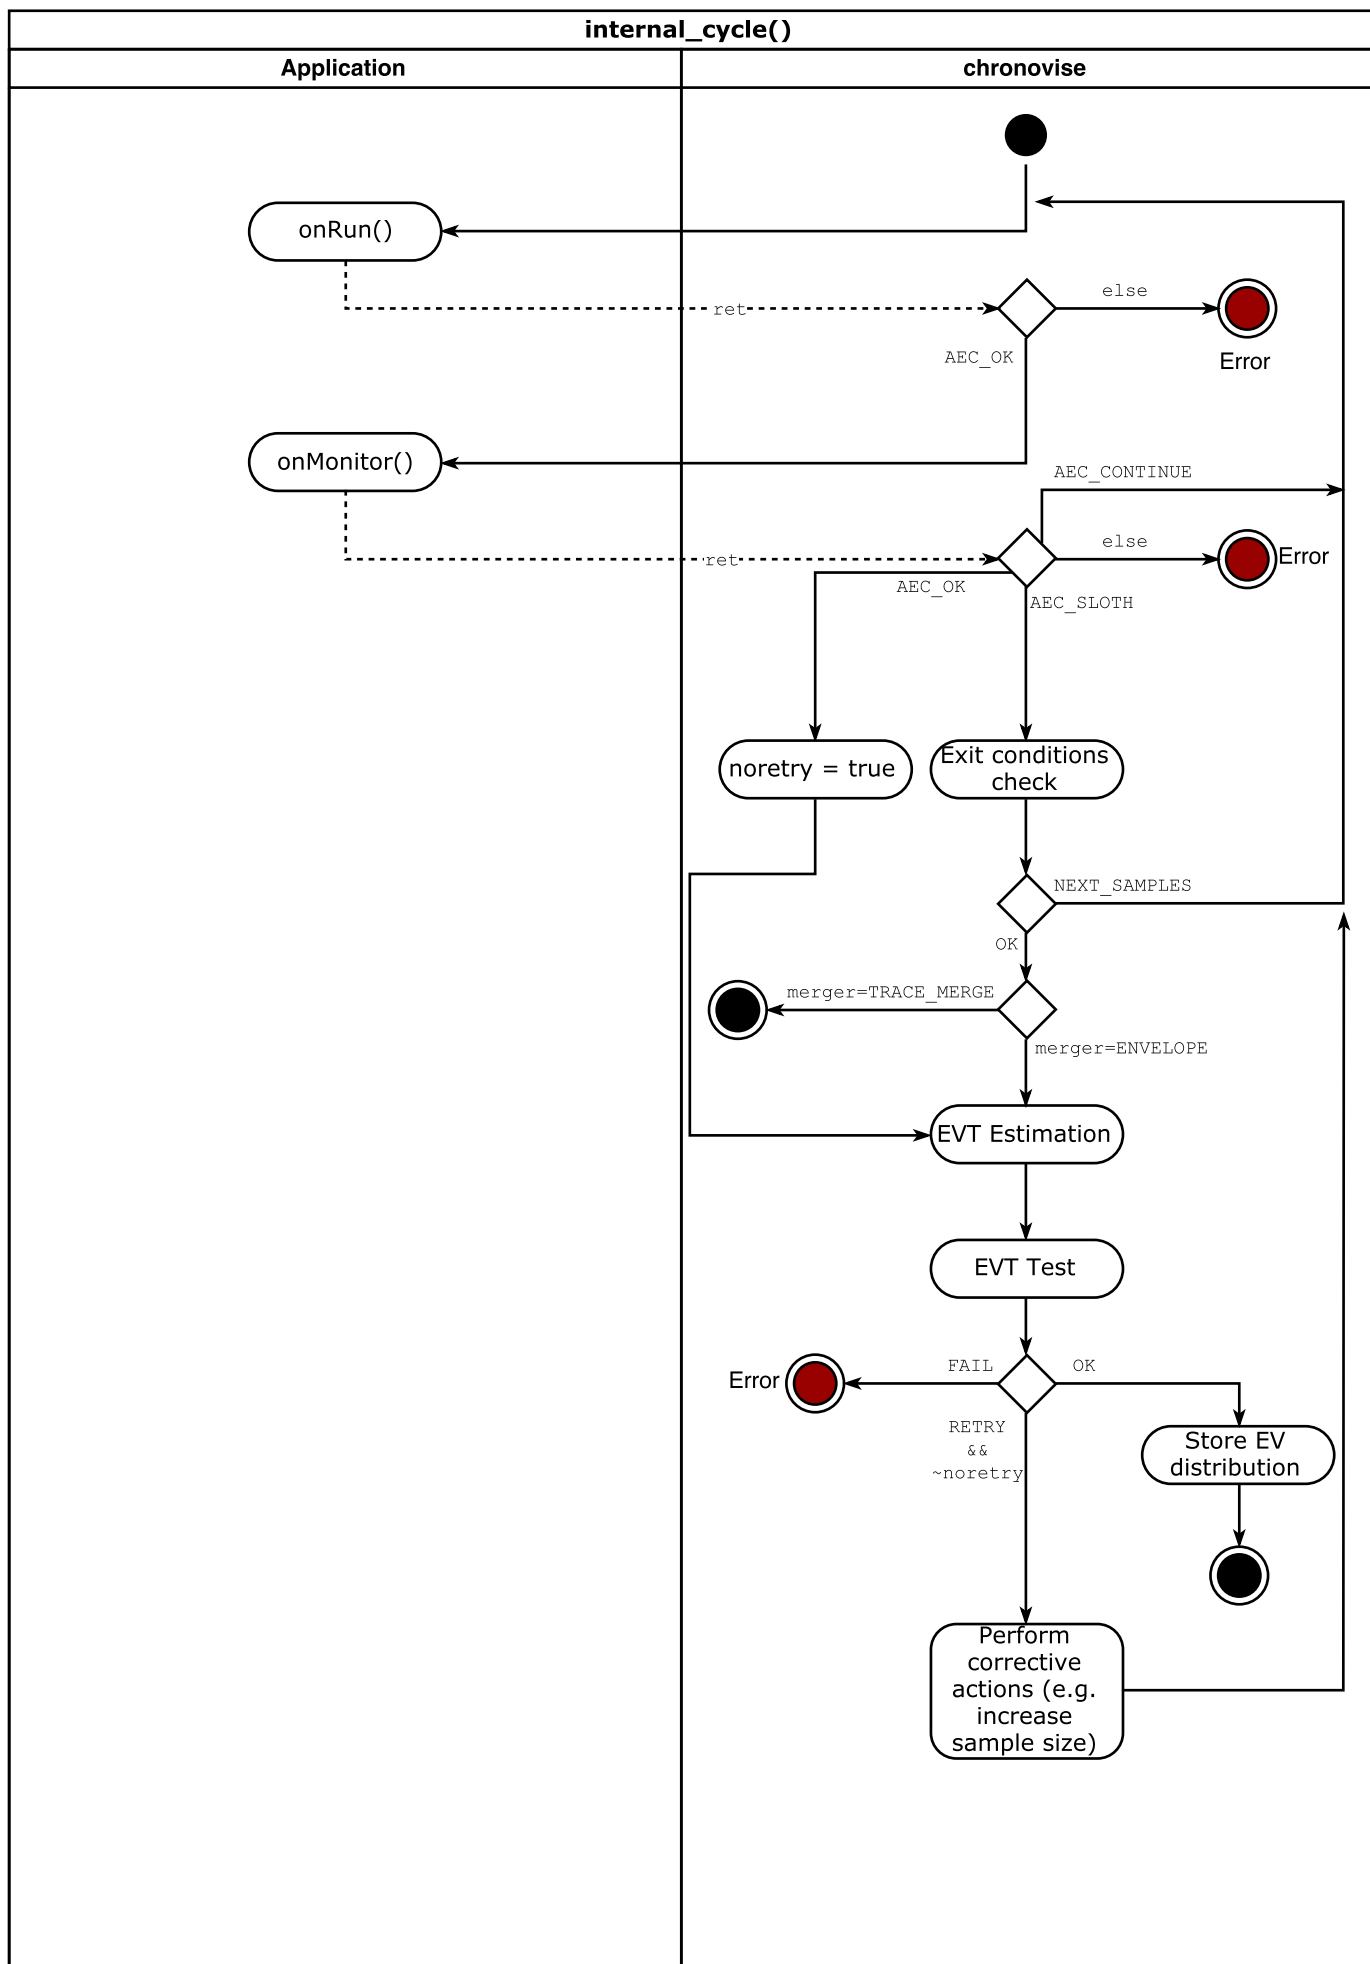 internal_cycle()
Application
chronovise
onRun()
ret
else
AEC_OK
Error
onMonitor()
AEC_CONTINUE
ret
else
Error
AEC_OK
AEC_SLOTH
noretry = true
Exit conditions
check
NEXT_SAMPLES
OK
merger=TRACE_MERGE
merger=ENVELOPE
EVT Estimation
EVT Test
Error
FAIL
OK
RETRY
&&
~noretry
Store EV
distribution
Perform
corrective
actions (e.g.
increase
sample size)